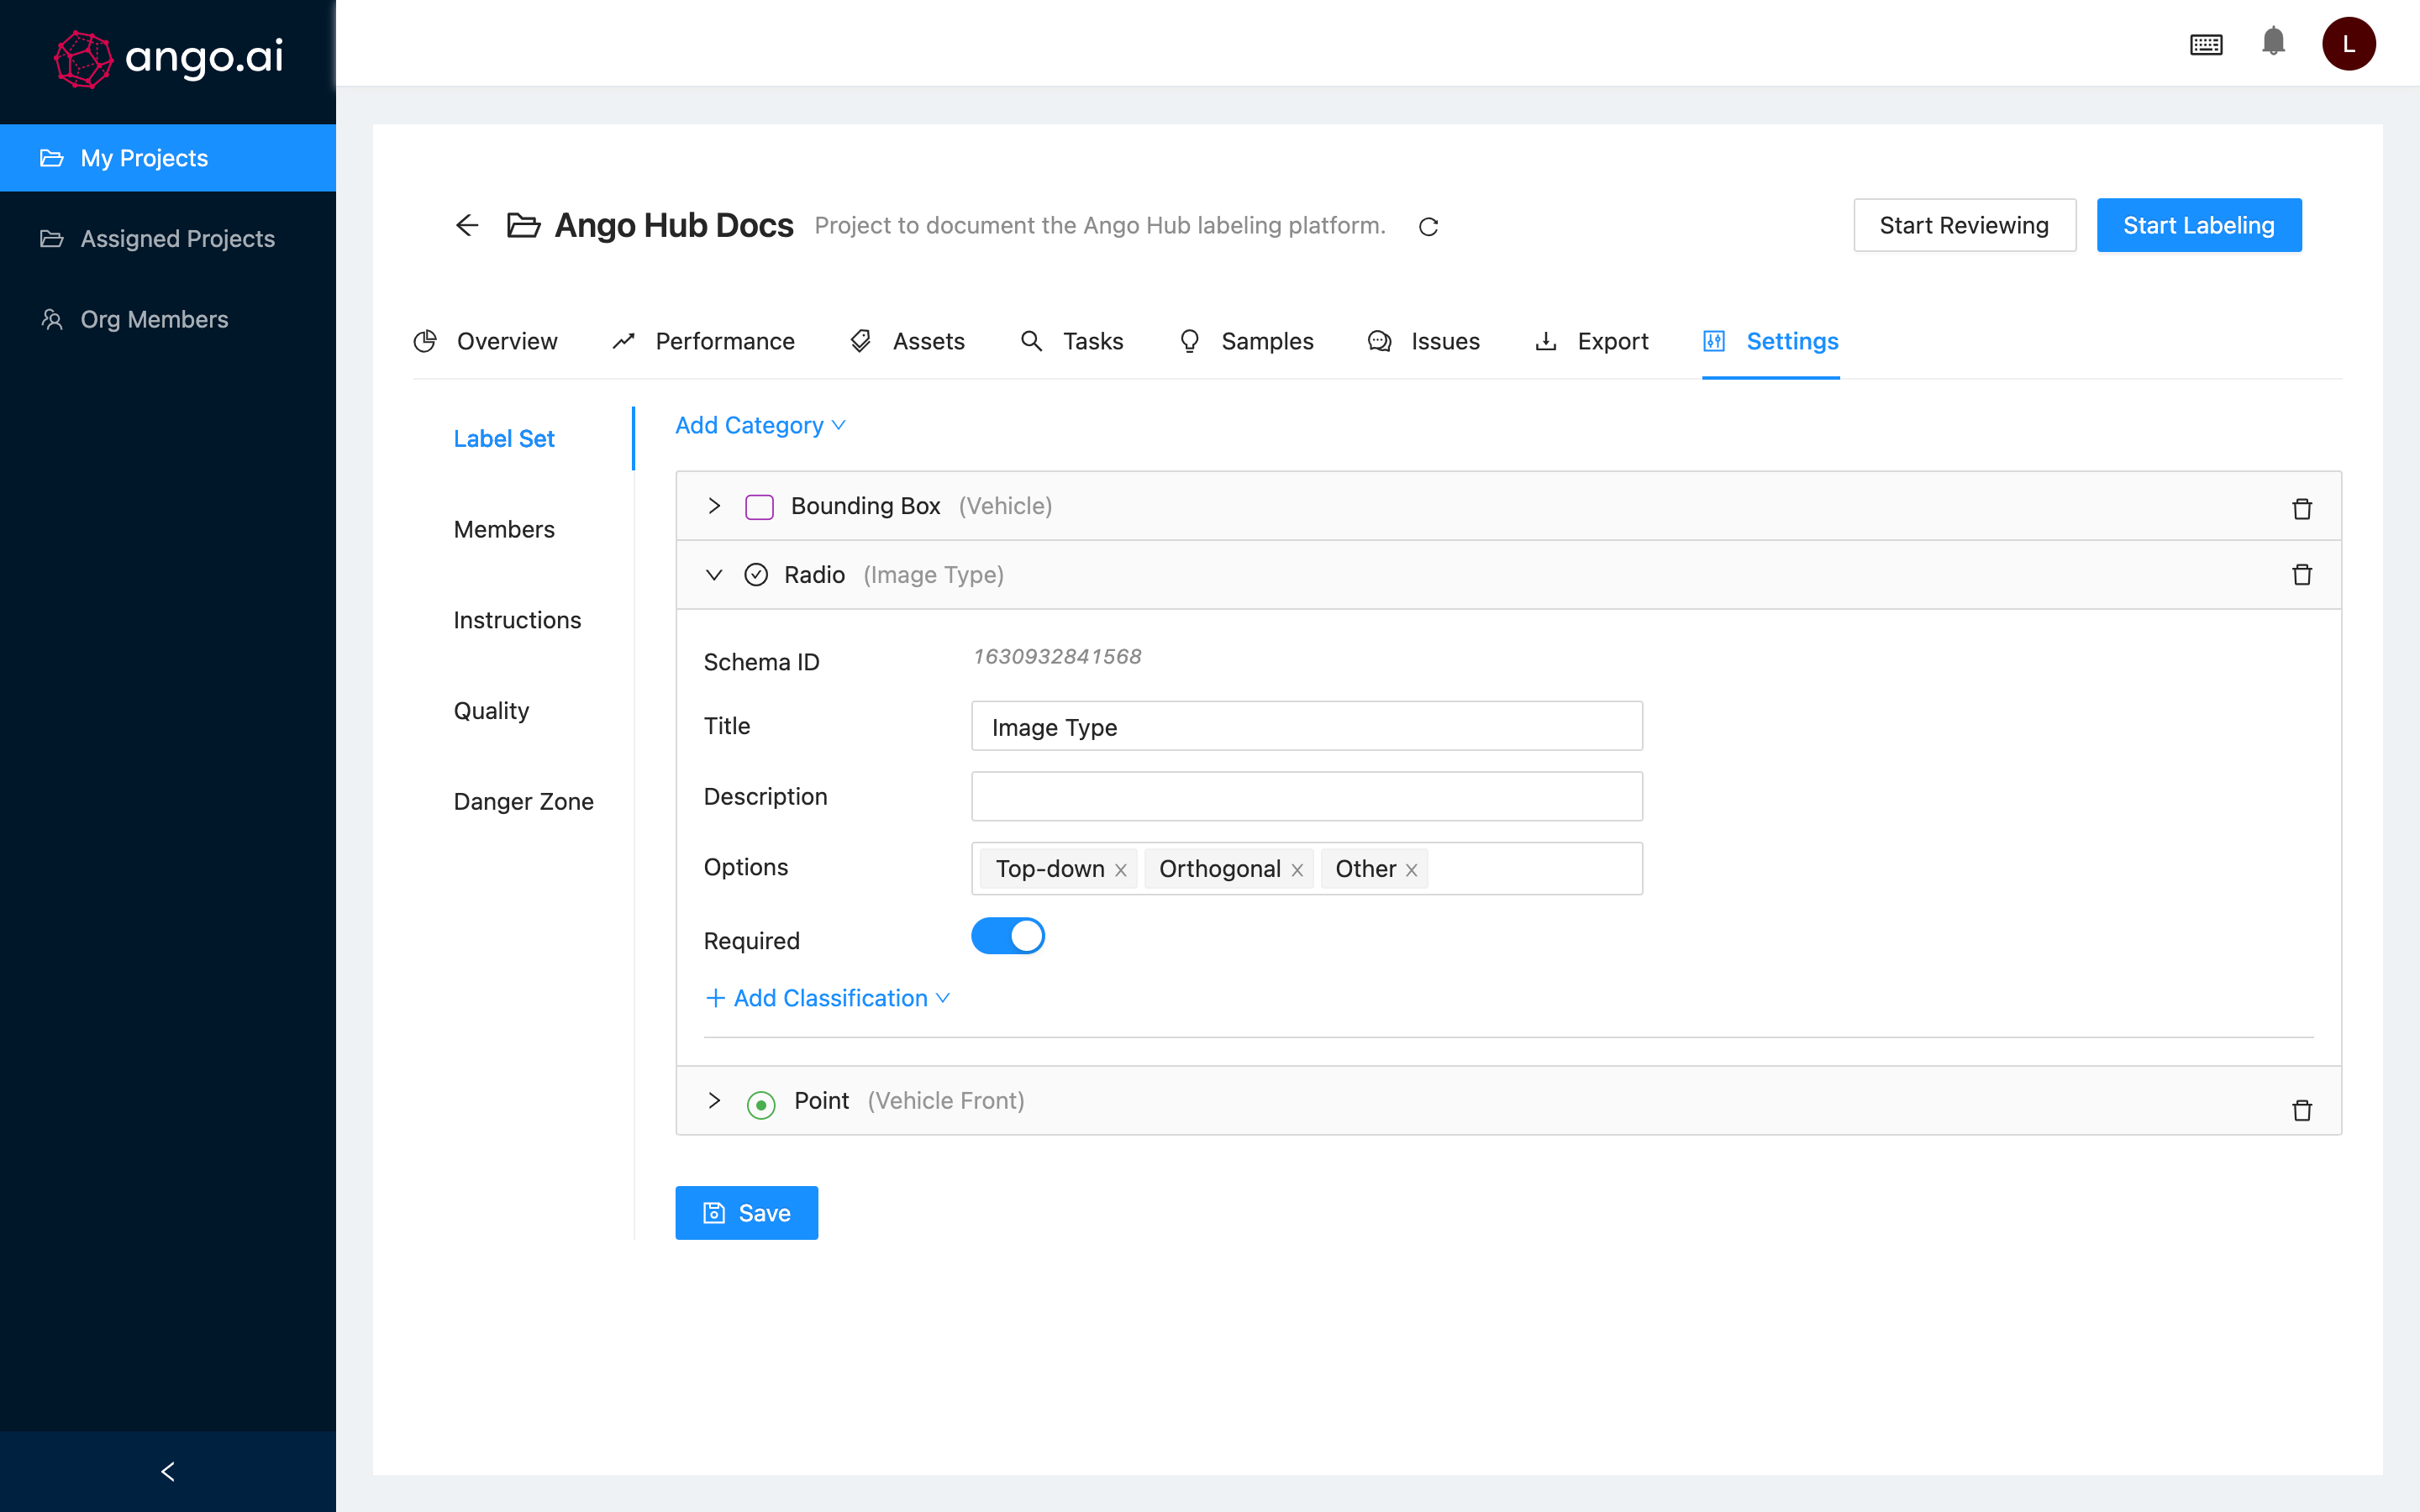 ango.ai
L
My Projects
Assigned Projects
Org Members
Ango Hub Docs Project to document the Ango Hub labeling platform.
Start Reviewing
Start Labeling
Overview Performance Assets Tasks Samples Issues Export Settings
Label Set
Members
Instructions
Quality
Danger Zone
Add Category
Bounding Box (Vehicle)
Radio (Image Type)
Schema ID 1630932841568
Title Image Type
Description
Options Top-down Orthogonal Other
Required
Add Classification
Point (Vehicle Front)
Save